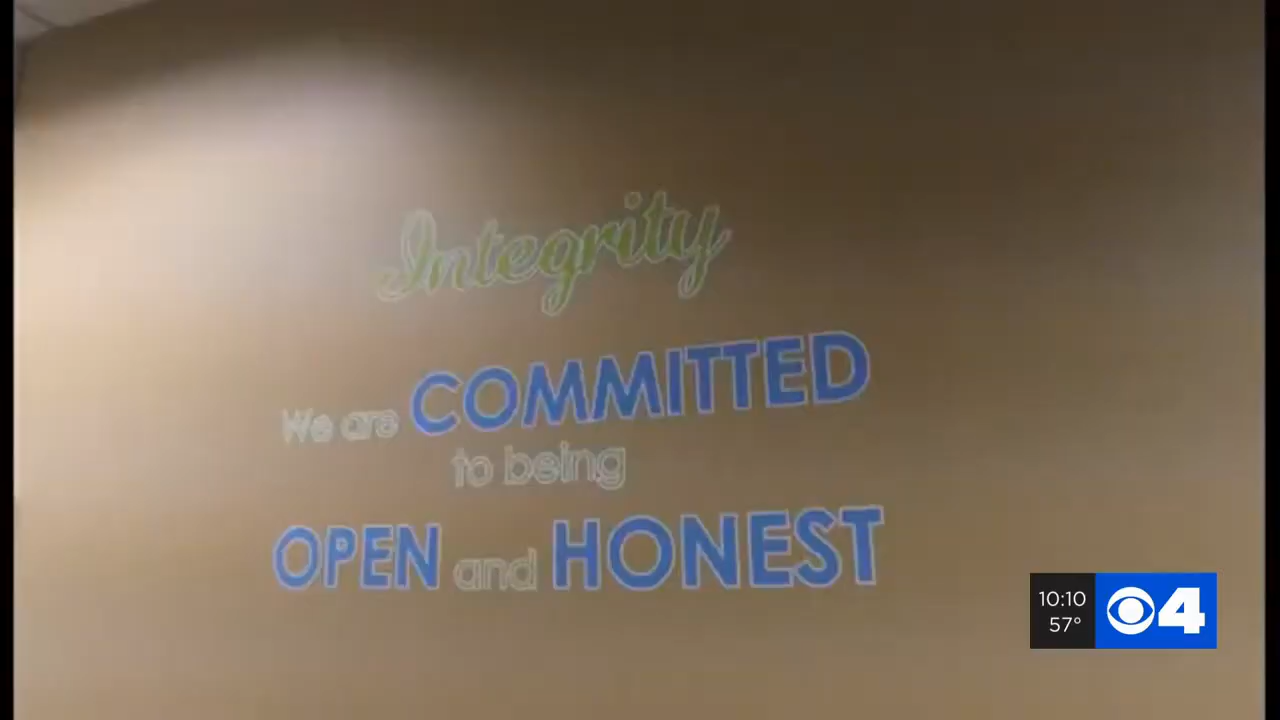 Integrity
We are COMMITTED
to being
OPEN and HONEST
10:10
57°
4